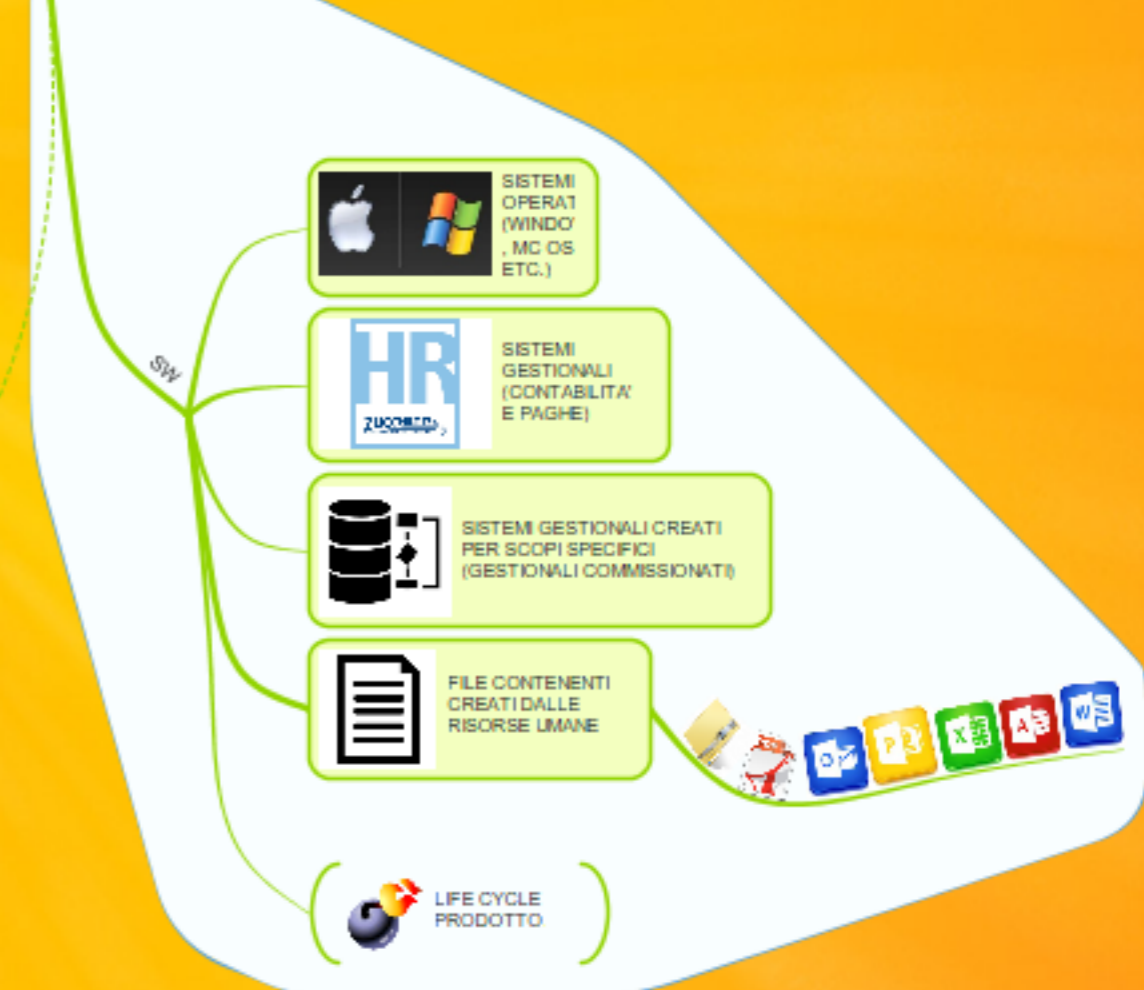 SW
SISTEMI
OPERAT
(WINDO'
, MC OS
ETC.)
HR
ZUCCHETTI
SISTEMI
GESTIONALI
(CONTABILITA'
E PAGHE)
SISTEMI GESTIONALI CREATI
PER SCOPI SPECIFICI
(GESTIONALI COMMISSIONATI)
FILE CONTENENTI
CREATI DALLE
RISORSE UMANE
O P X A W
LIFE CYCLE
PRODOTTO